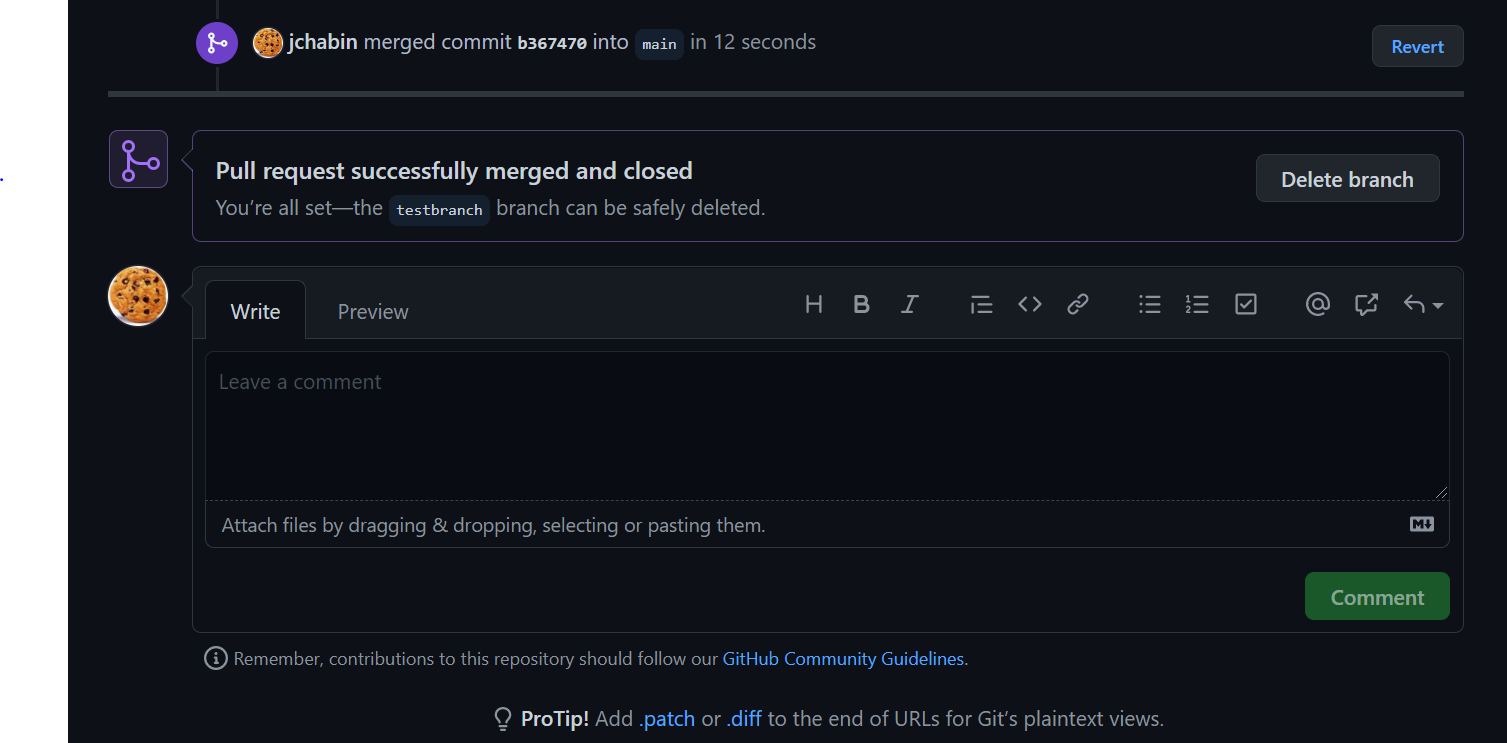 jchabin merged commit b367470 into main in 12 seconds
Revert
Pull request successfully merged and closed
You’re all set—the testbranch branch can be safely deleted.
Delete branch
Write
Preview
Leave a comment
Attach files by dragging & dropping, selecting or pasting them.
Comment
Remember, contributions to this repository should follow our GitHub Community Guidelines.
ProTip! Add .patch or .diff to the end of URLs for Git’s plaintext views.